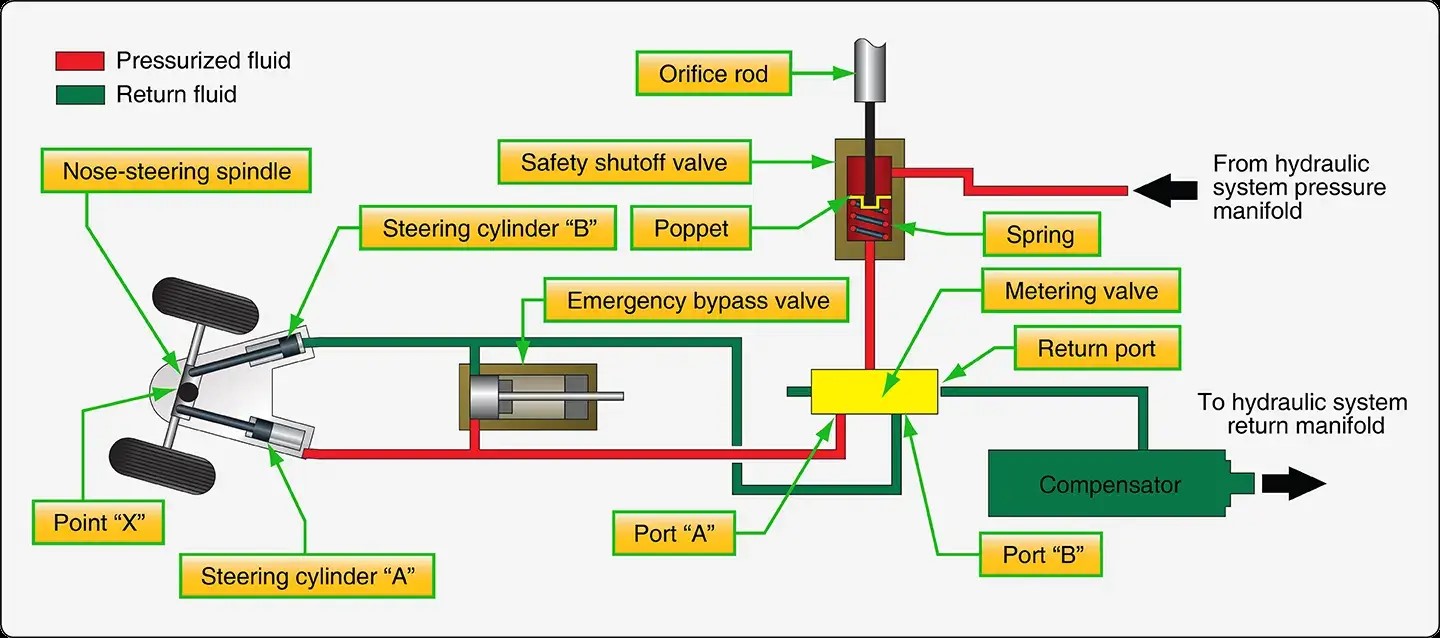 Pressurized fluid
Return fluid
Orifice rod
Safety shutoff valve
From hydraulic
system pressure
manifold
Nose-steering spindle
Steering cylinder “B”
Poppet
Spring
Emergency bypass valve
Metering valve
Return port
To hydraulic system
return manifold
Compensator
Point “X”
Port “A”
Port “B”
Steering cylinder “A”